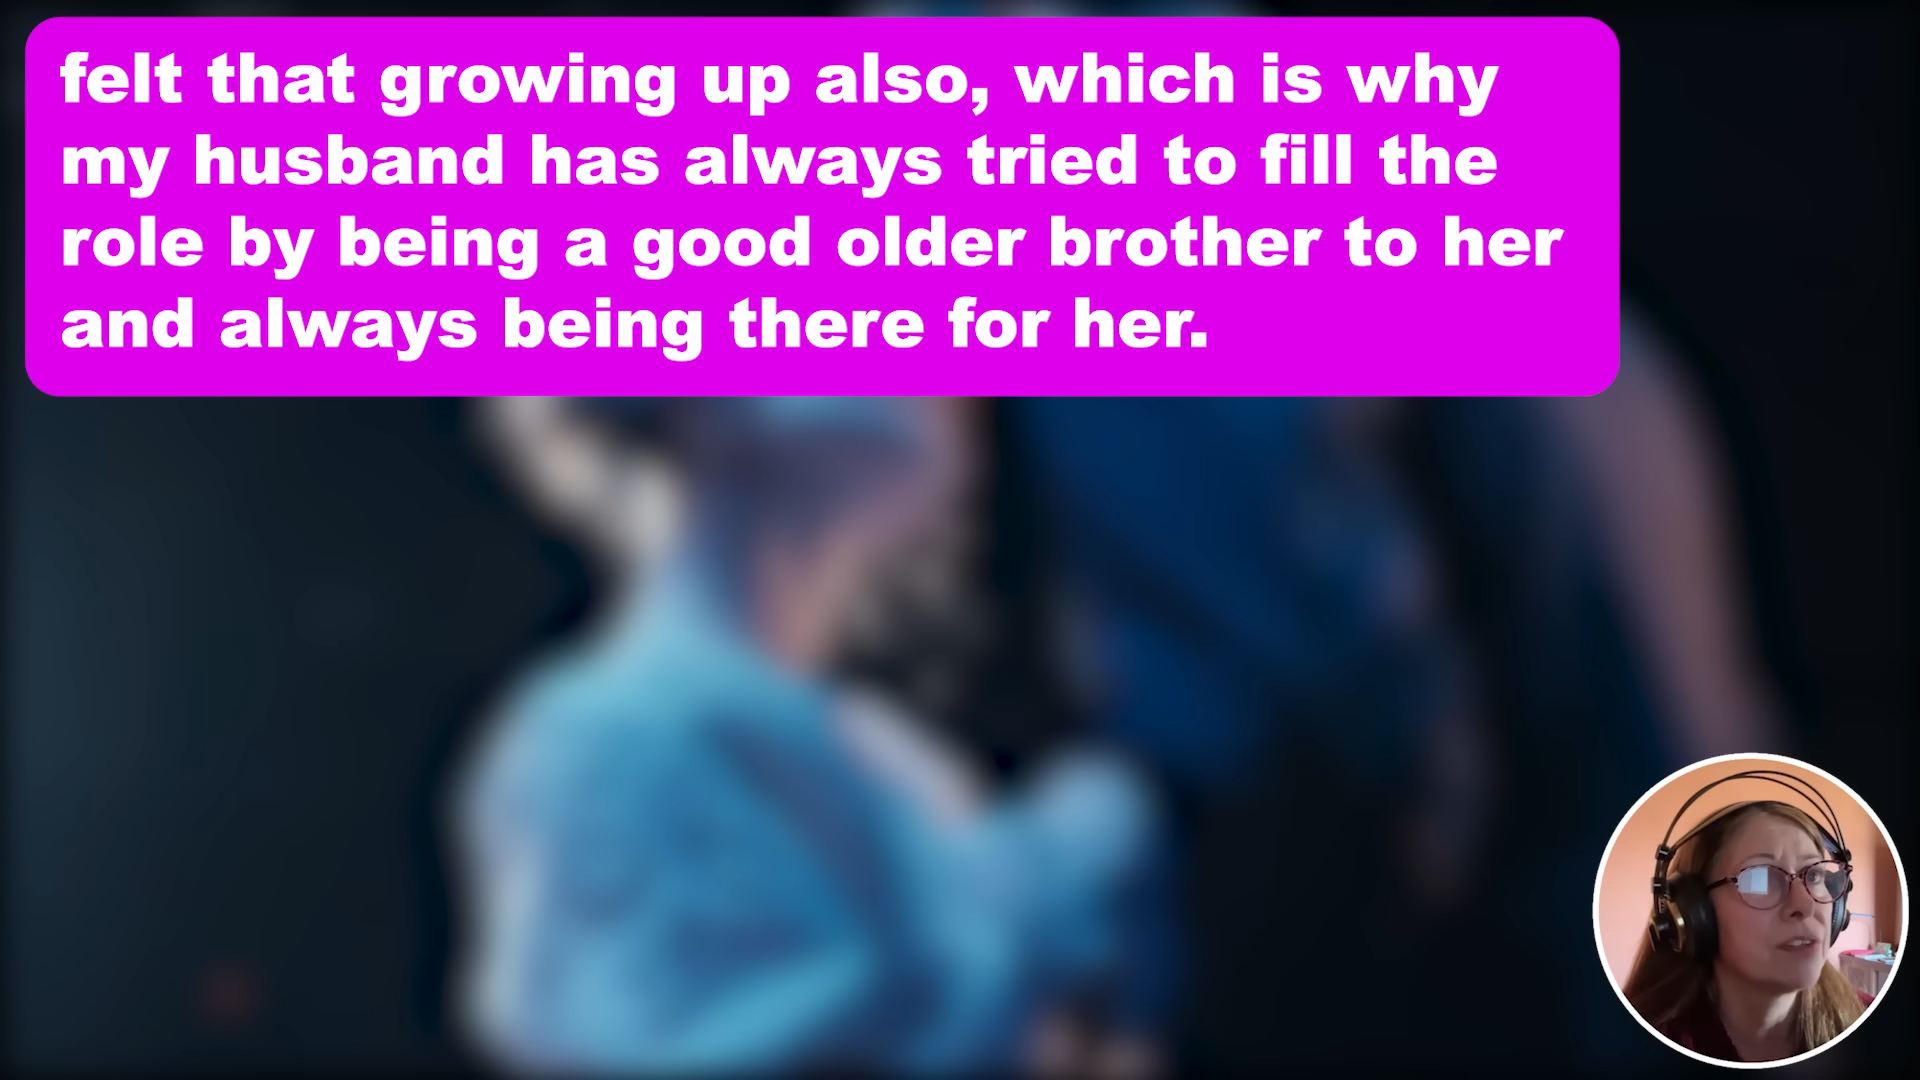 felt that growing up also, which is why
my husband has always tried to fill the
role by being a good older brother to her
and always being there for her.